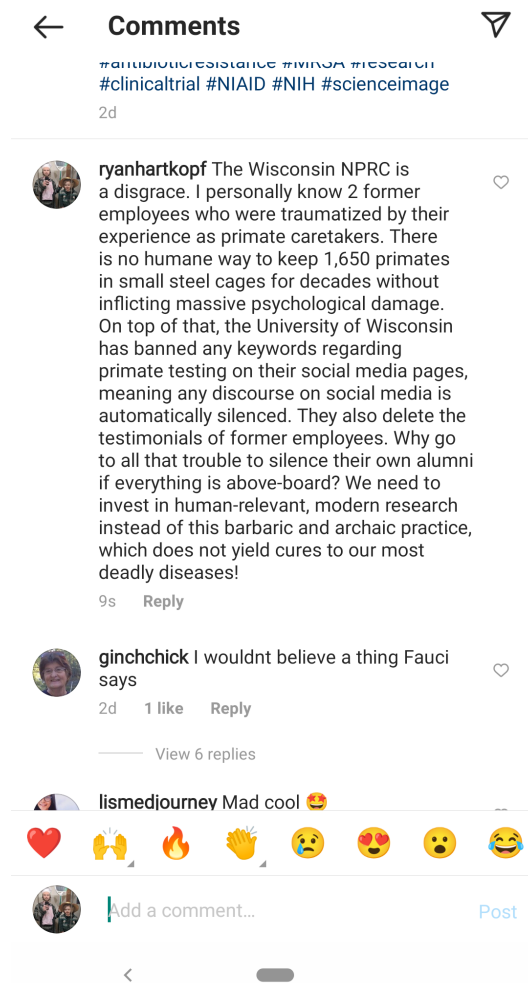 Comments
#antibioticresistance #MRSA #research
#clinicaltrial #NIAID #NIH #scienceimage
2d
ryanhartkopf The Wisconsin NPRC is
a disgrace. I personally know 2 former
employees who were traumatized by their
experience as primate caretakers. There
is no humane way to keep 1,650 primates
in small steel cages for decades without
inflicting massive psychological damage.
On top of that, the University of Wisconsin
has banned any keywords regarding
primate testing on their social media pages,
meaning any discourse on social media is
automatically silenced. They also delete the
testimonials of former employees. Why go
to all that trouble to silence their own alumni
if everything is above-board? We need to
invest in human-relevant, modern research
instead of this barbaric and archaic practice,
which does not yield cures to our most
deadly diseases!
9s Reply
ginchchick I wouldnt believe a thing Fauci
says
2d 1 like Reply
View 6 replies
lismedjourney Mad cool 🤩
❤️ 🙌 🔥 👏 😢 😍 😮 😂
Add a comment... Post